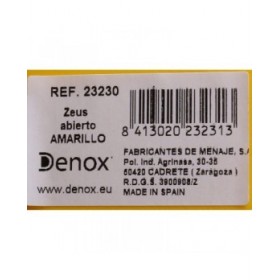 REF. 23230
Zeus
abierto
AMARILLO
Denox®
www.denox.eu
8 413020 232313
FABRICANTES DE MENAJE, S.A
Pol. Ind. Agrinasa, 30-35
50420 CADRETE ( Zaragoza )
R.D.G.S. 3900908/Z
MADE IN SPAIN